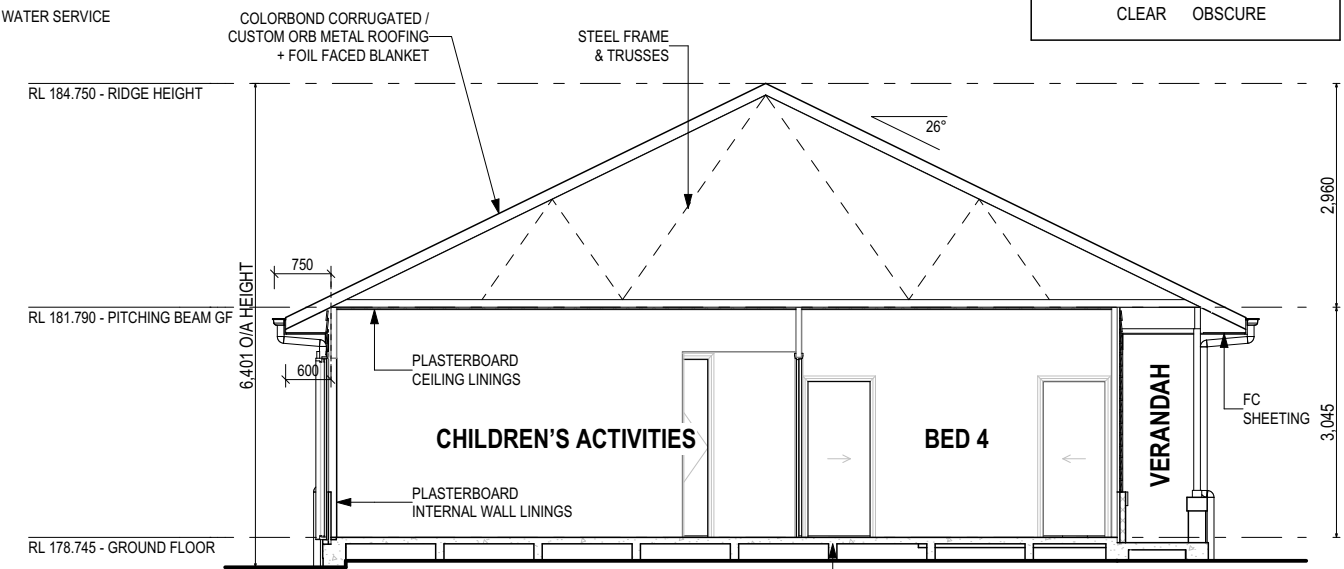 WATER SERVICE
COLORBOND CORRUGATED /
CUSTOM ORB METAL ROOFING
+ FOIL FACED BLANKET
STEEL FRAME
& TRUSSES
CLEAR OBSCURE
RL 184.750 - RIDGE HEIGHT
26°
2,960
750
6,401 O/A HEIGHT
RL 181.790 - PITCHING BEAM GF
600
PLASTERBOARD
CEILING LININGS
CHILDREN'S ACTIVITIES
BED 4
VERANDAH
FC
SHEETING
3,045
PLASTERBOARD
INTERNAL WALL LININGS
RL 178.745 - GROUND FLOOR